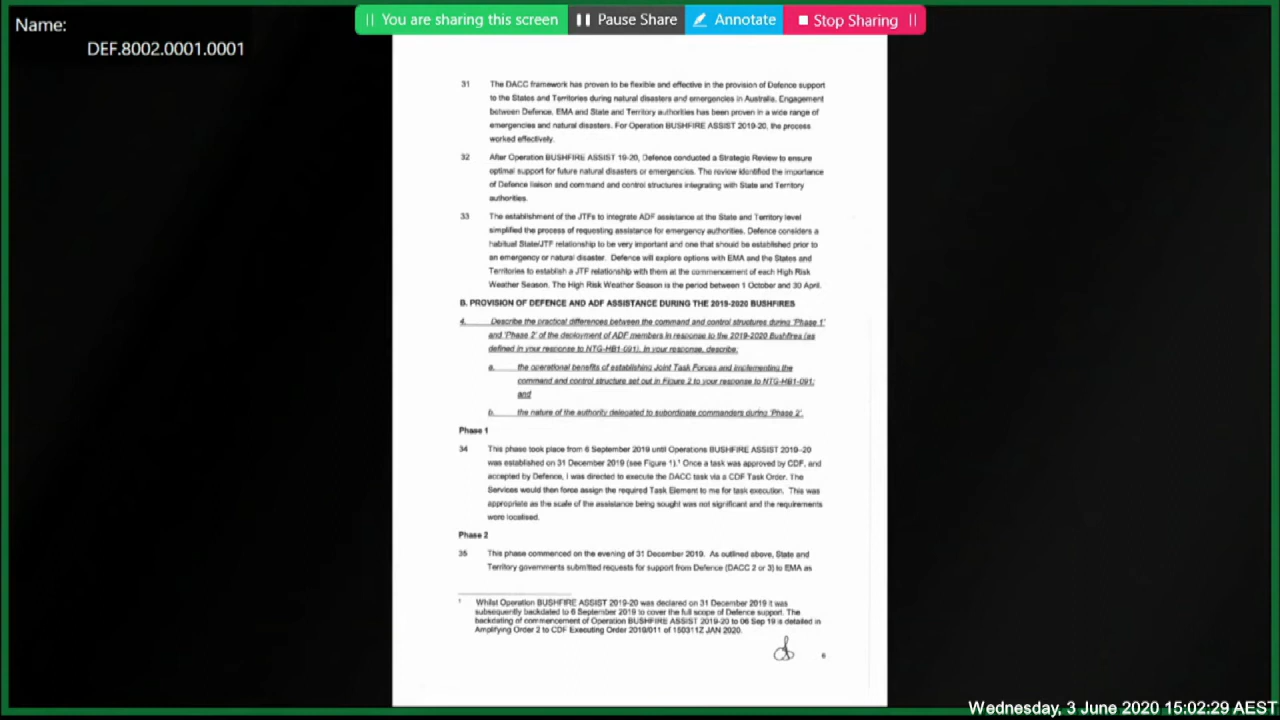 Name:
DEF.8002.0001.0001
You are sharing this screen
Pause Share
Annotate
Stop Sharing
31 The DACC framework has proven to be flexible and effective in the provision of Defence support
to the States and Territories during natural disasters and emergencies in Australia. Engagement
between Defence, EMA and State and Territory authorities has been proven in a wide range of
emergencies and natural disasters. For Operation BUSHFIRE ASSIST 2019-20, the process
worked effectively.
32 After Operation BUSHFIRE ASSIST 19-20, Defence conducted a Strategic Review to ensure
optimal support for future natural disasters or emergencies. The review identified the importance
of Defence liaison and command and control structures integrating with State and Territory
authorities.
33 The establishment of the JTFs to integrate ADF assistance at the State and Territory level
simplified the process of requesting assistance for emergency authorities. Defence considers a
habitual State/JTF relationship to be very important and one that should be established prior to
an emergency or natural disaster. Defence will explore options with EMA and the States and
Territories to establish a JTF relationship with them at the commencement of each High Risk
Weather Season. The High Risk Weather Season is the period between 1 October and 30 April.
B. PROVISION OF DEFENCE AND ADF ASSISTANCE DURING THE 2019-2020 BUSHFIRES
4. Describe the practical differences between the command and control structures during 'Phase 1'
and 'Phase 2' of the deployment of ADF members in response to the 2019-2020 Bushfires (as
defined in your response to NTG-HB1-091). In your response, describe:
a. the operational benefits of establishing Joint Task Forces and implementing the
command and control structure set out in Figure 2 to your response to NTG-HB1-091;
and
b. the nature of the authority delegated to subordinate commanders during 'Phase 2'.
Phase 1
34 This phase took place from 6 September 2019 until Operations BUSHFIRE ASSIST 2019-20
was established on 31 December 2019 (see Figure 1).¹ Once a task was approved by CDF, and
accepted by Defence, I was directed to execute the DACC task via a CDF Task Order. The
Services would then force assign the required Task Element to me for task execution. This was
appropriate as the scale of the assistance being sought was not significant and the requirements
were localised.
Phase 2
35 This phase commenced on the evening of 31 December 2019. As outlined above, State and
Territory governments submitted requests for support from Defence (DACC 2 or 3) to EMA as
¹ Whilst Operation BUSHFIRE ASSIST 2019-20 was declared on 31 December 2019 it was
subsequently backdated to 6 September 2019 to cover the full scope of Defence support. The
backdating of commencement of Operation BUSHFIRE ASSIST 2019-20 to 06 Sep 19 is detailed in
Amplifying Order 2 to CDF Executing Order 2019/011 of 150311Z JAN 2020.
Wednesday, 3 June 2020 15:02:29 AEST